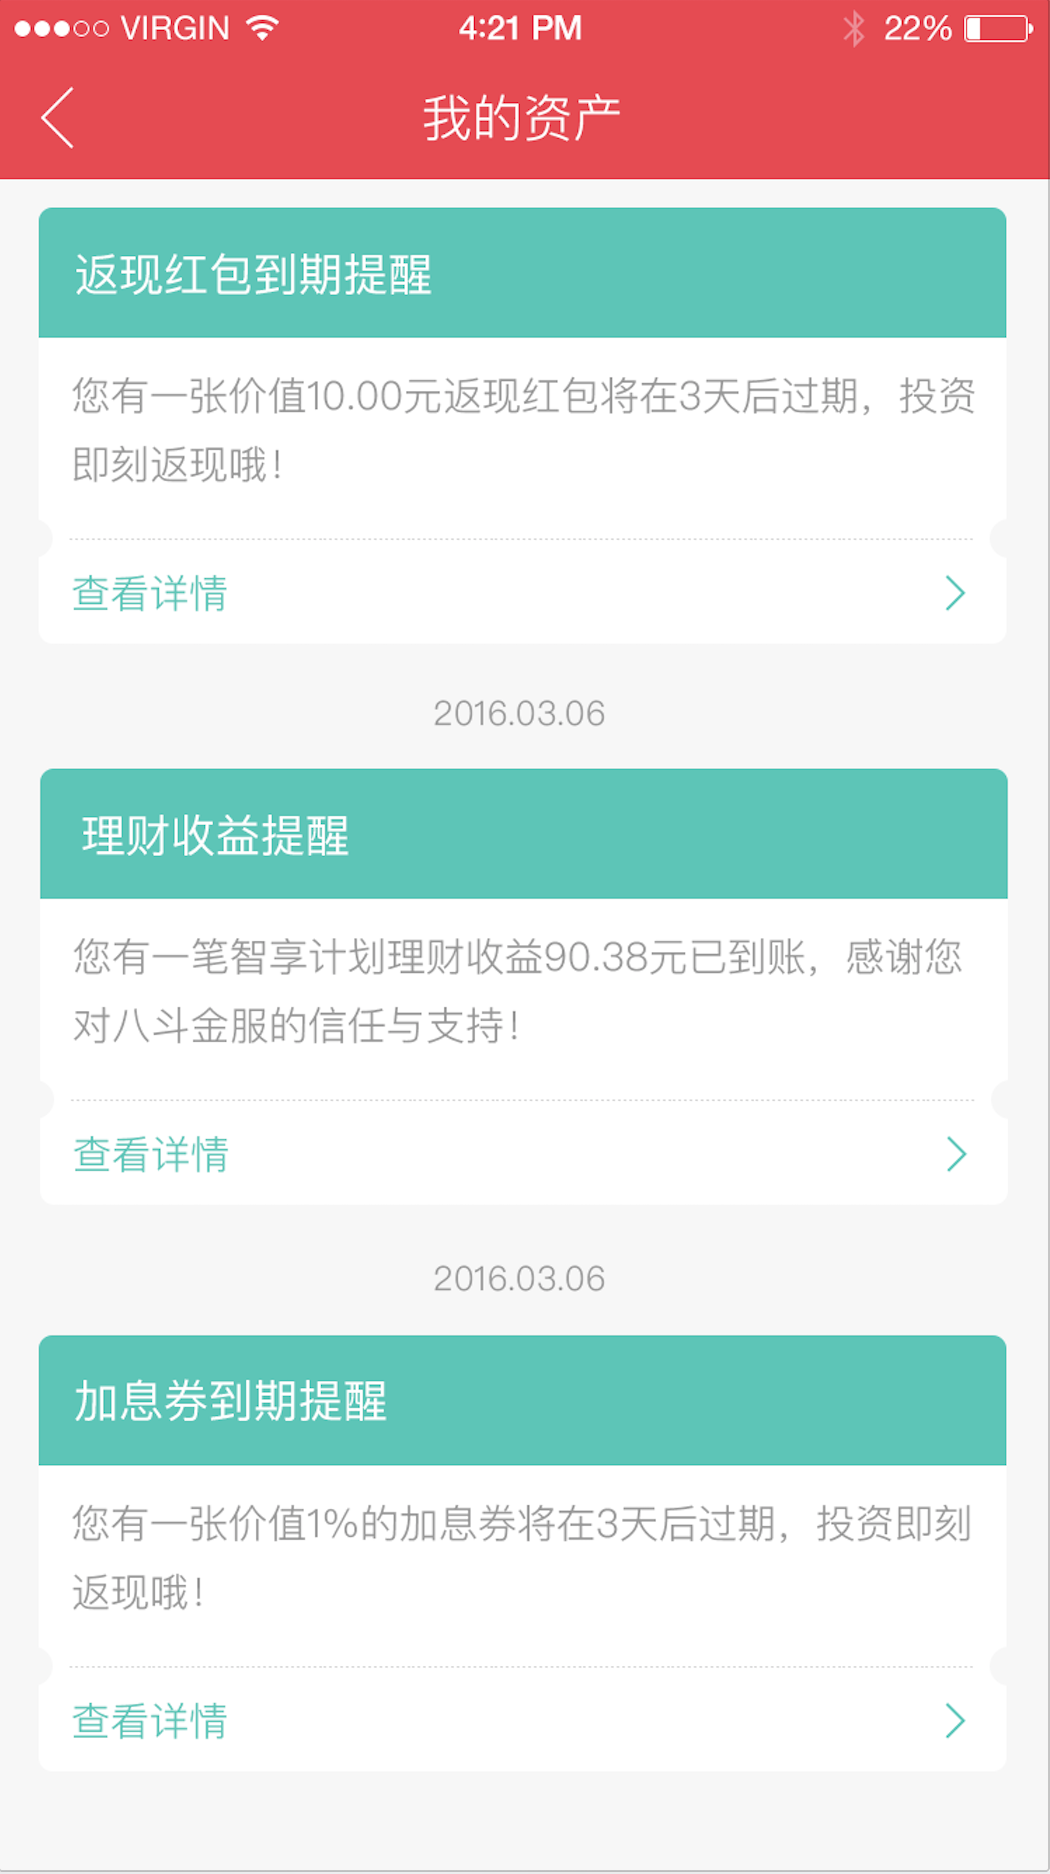 VIRGIN 4:21 PM 22%
我的资产
返现红包到期提醒
您有一张价值10.00元返现红包将在3天后过期，投资
即刻返现哦！
查看详情
2016.03.06
理财收益提醒
您有一笔智享计划理财收益90.38元已到账，感谢您
对八斗金服的信任与支持！
查看详情
2016.03.06
加息券到期提醒
您有一张价值1%的加息券将在3天后过期，投资即刻
返现哦！
查看详情